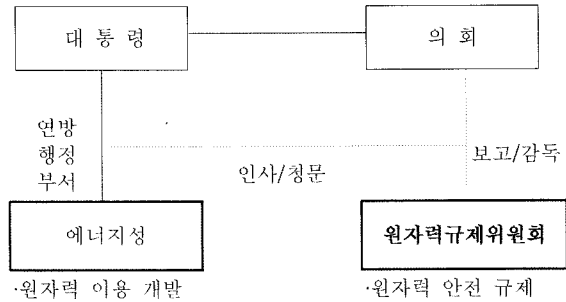 대 통 령
의 회
연방
행정
부서
보고/감독
인사/청문
에너지성
원자력규제위원회
·원자력 이용 개발
·원자력 안전 규제